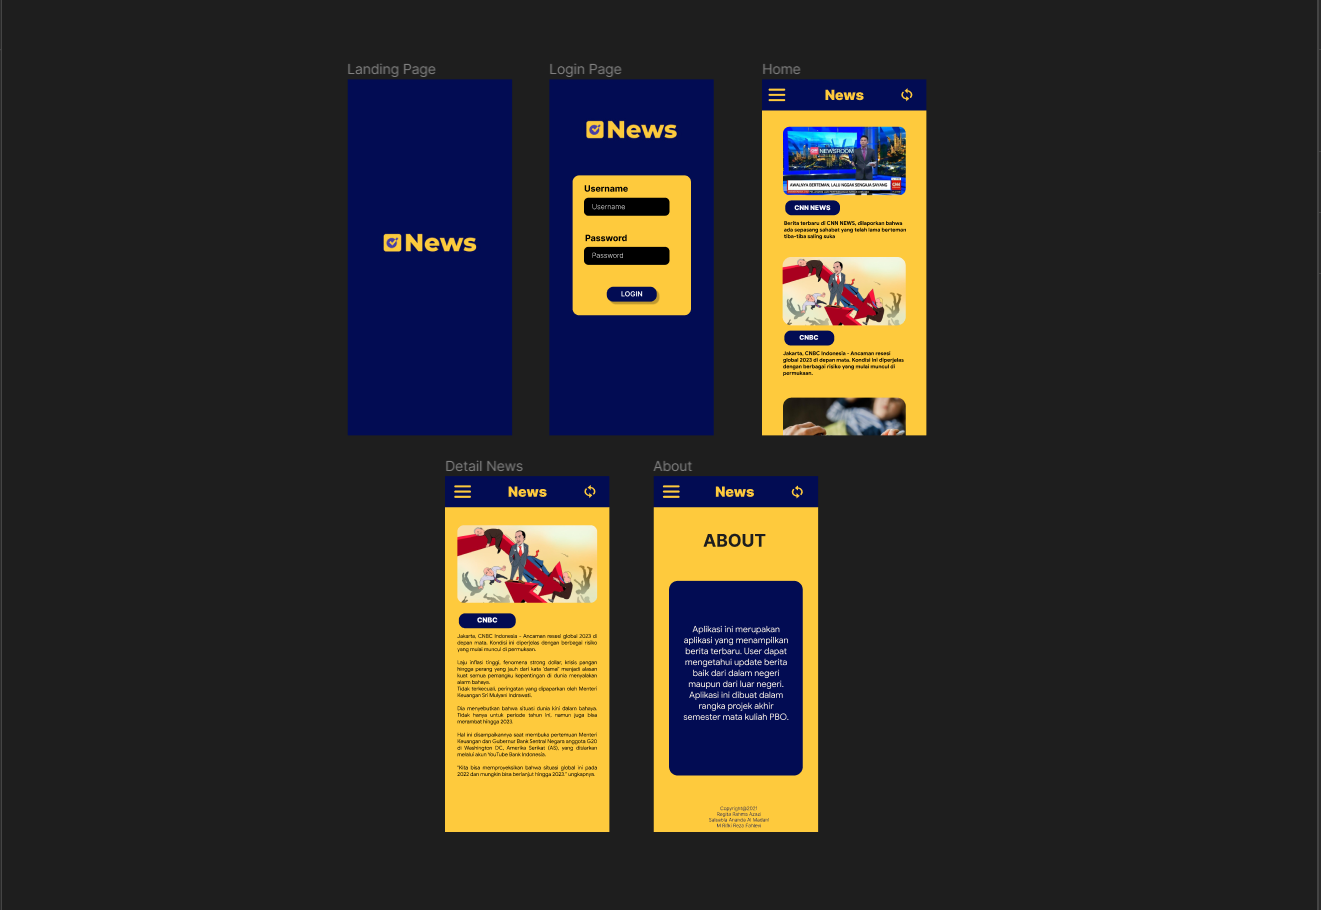 Landing Page
News
Login Page
News
Username
Username
Password
Password
LOGIN
Home
News
NEWSROOM
AWALNYA BERTEMAN, LALU NGGAK SENGAJA SAYANG
CNN
CNN NEWS
Berita terbaru di CNN NEWS, dilaporkan bahwa
ada sepasang sahabat yang telah lama berteman
tiba-tiba saling suka
CNBC
Jakarta, CNBC Indonesia - Ancaman resesi
global 2023 di depan mata. Kondisi ini diperjelas
dengan berbagai risiko yang mulai muncul di
permukaan.
Detail News
News
CNBC
Jakarta, CNBC Indonesia - Ancaman resesi global 2023 di
depan mata. Kondisi ini diperjelas dengan berbagai risiko
yang mulai muncul di permukaan.
Laju inflasi tinggi, fenomena strong dollar, krisis pangan
hingga perang yang jauh dari kata 'damai' menjadi alasan
kuat semua pemangku kepentingan di dunia menyalakan
alarm bahaya.
Tidak terkecuali, peringatan yang dipaparkan oleh Menteri
Keuangan Sri Mulyani Indrawati.
Dia menyebutkan bahwa situasi dunia kini dalam bahaya.
Tidak hanya untuk periode tahun ini, namun juga bisa
merambat hingga 2023.
Hal ini disampaikannya saat membuka pertemuan Menteri
Keuangan dan Gubernur Bank Sentral Negara anggota G20
di Washington DC, Amerika Serikat (AS), yang disiarkan
melalui akun YouTube Bank Indonesia.
"Kita bisa memproyeksikan bahwa situasi global ini pada
2022 dan mungkin bisa berlanjut hingga 2023," ungkapnya.
About
News
ABOUT
Aplikasi ini merupakan
aplikasi yang menampilkan
berita terbaru. User dapat
mengetahui update berita
baik dari dalam negeri
maupun dari luar negeri.
Aplikasi ini dibuat dalam
rangka projek akhir
semester mata kuliah PBO.
Copyright@2021
Regita Rahma
Ananda Al Madani
M Rifki Reza